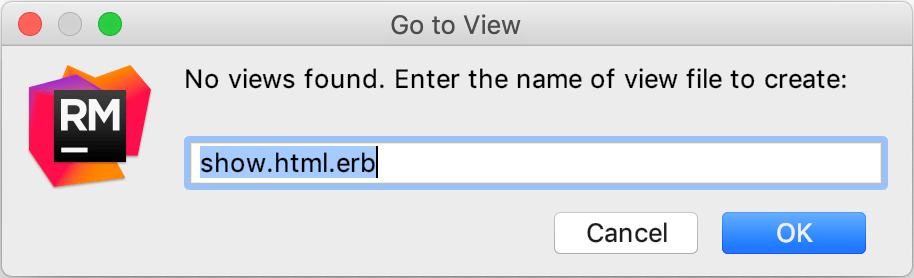 Go to View
No views found. Enter the name of view file to create:
RM
show.html.erb
Cancel OK